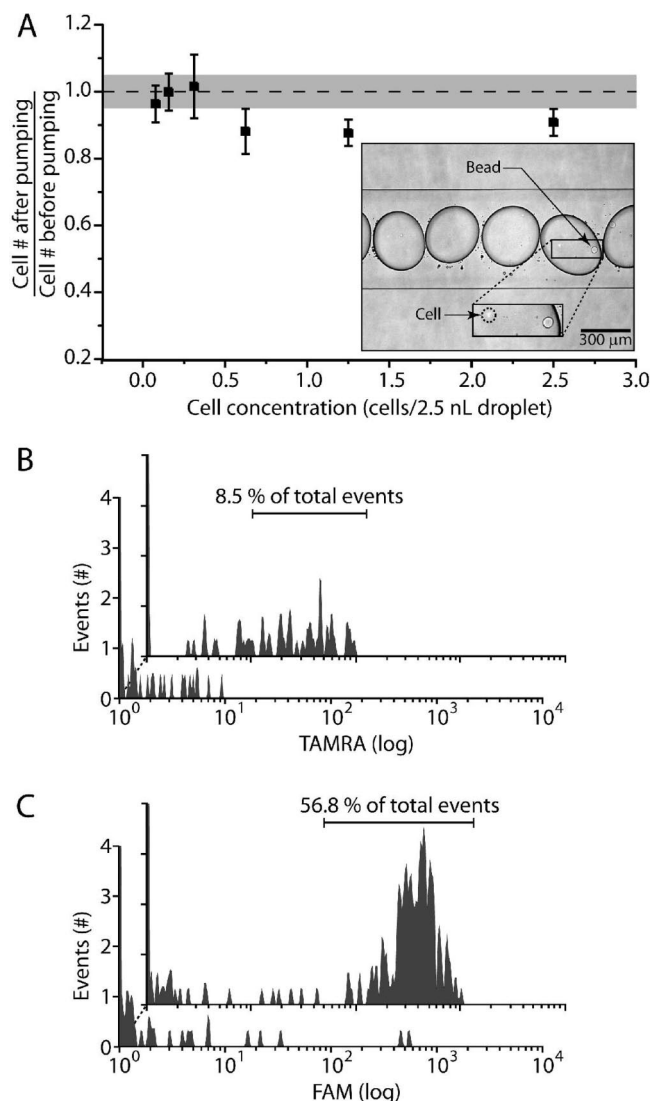 A
Cell # after pumping
Cell # before pumping
1.2
1.0
0.8
0.6
0.4
0.2
Bead
Cell
300 μm
0.0 0.5 1.0 1.5 2.0 2.5 3.0
Cell concentration (cells/2.5 nL droplet)
B
8.5 % of total events
Events (#)
4
3
2
1
0
10⁰ 10¹ 10² 10³ 10⁴
TAMRA (log)
C
56.8 % of total events
Events (#)
4
3
2
1
0
10⁰ 10¹ 10² 10³ 10⁴
FAM (log)